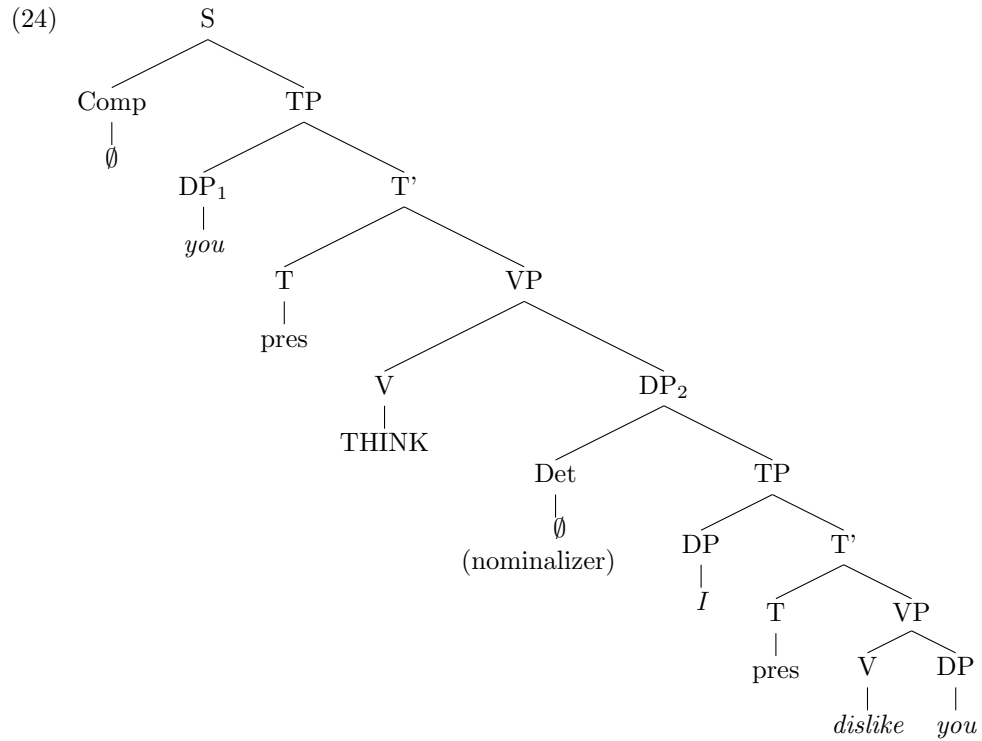 (24) S
Comp TP
∅
DP₁ T'
you
T VP
pres
V DP₂
THINK
Det TP
∅
(nominalizer) DP T'
I
T VP
pres
V DP
dislike you